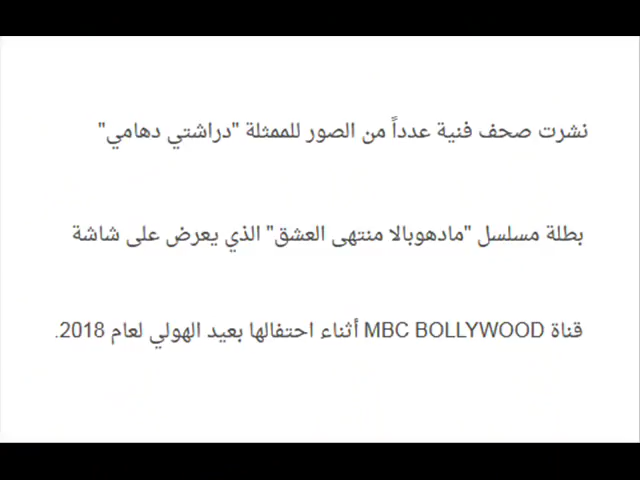 نشرت صحف فنية عدداً من الصور للممثلة "دراشتي دهامي"
بطلة مسلسل "مادهوبالا منتهى العشق" الذي يعرض على شاشة
قناة MBC BOLLYWOOD أثناء احتفالها بعيد الهولي لعام 2018.